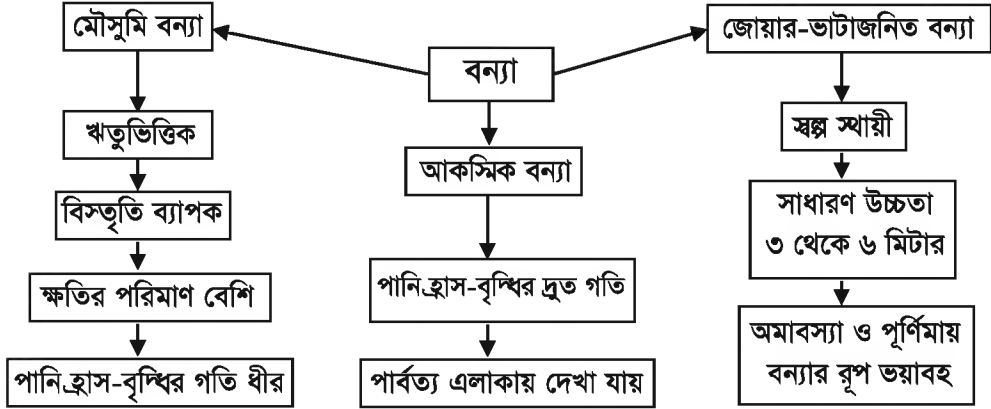 মৌসুমি বন্যা
ঋতুভিত্তিক
বিস্তৃতি ব্যাপক
ক্ষতির পরিমাণ বেশি
পানি হ্রাস-বৃদ্ধির গতি ধীর
বন্যা
আকস্মিক বন্যা
পানি হ্রাস-বৃদ্ধির দ্রুত গতি
পার্বত্য এলাকায় দেখা যায়
জোয়ার-ভাটাজনিত বন্যা
স্বল্প স্থায়ী
সাধারণ উচ্চতা
৩ থেকে ৬ মিটার
অমাবস্যা ও পূর্ণিমায়
বন্যার রূপ ভয়াবহ